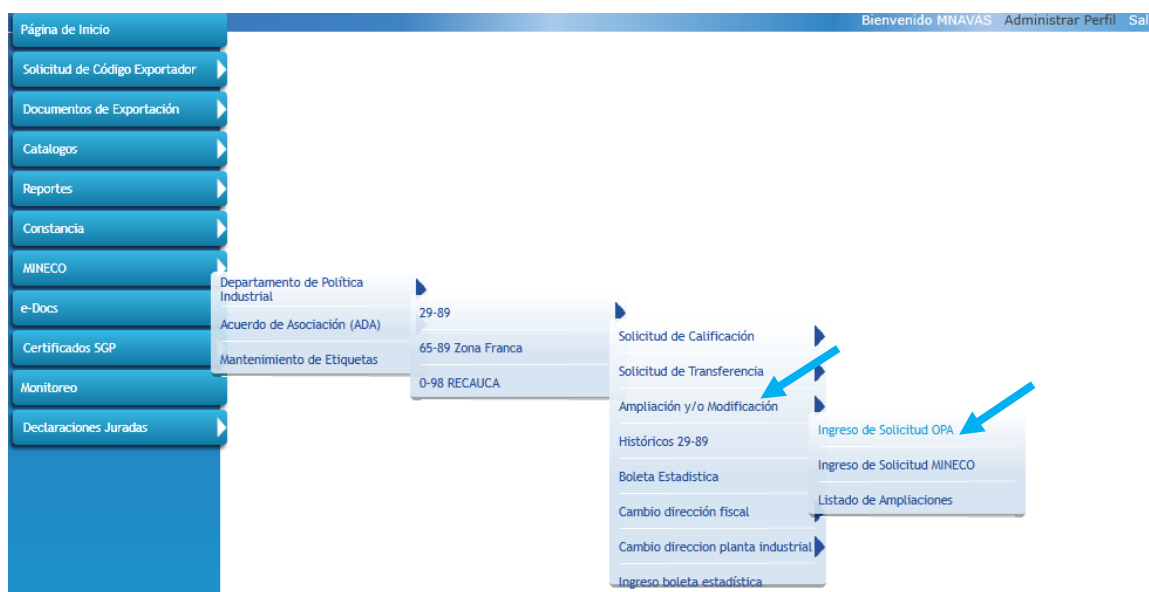 Bienvenido MNAVAS Administrar Perfil Sal
Página de Inicio
Solicitud de Código Exportador
Documentos de Exportación
Catalogos
Reportes
Constancia
MINECO
e-Docs
Certificados SGP
Monitoreo
Declaraciones Juradas
Departamento de Política
Industrial
Acuerdo de Asociación (ADA)
Mantenimiento de Etiquetas
29-89
65-89 Zona Franca
0-98 RECAUCA
Solicitud de Calificación
Solicitud de Transferencia
Ampliación y/o Modificación
Históricos 29-89
Boleta Estadistica
Cambio dirección fiscal
Cambio direccion planta industrial
Ingreso boleta estadística
Ingreso de Solicitud OPA
Ingreso de Solicitud MINECO
Listado de Ampliaciones